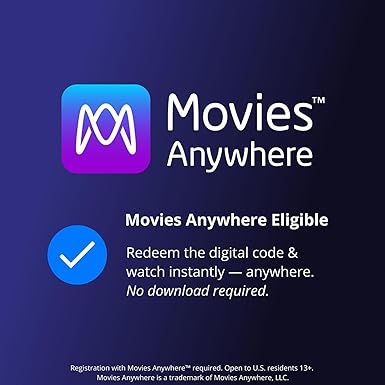 Movies™
Anywhere
Movies Anywhere Eligible
Redeem the digital code &
watch instantly — anywhere.
No download required.
Registration with Movies Anywhere™ required. Open to U.S. residents 13+.
Movies Anywhere is a trademark of Movies Anywhere, LLC.